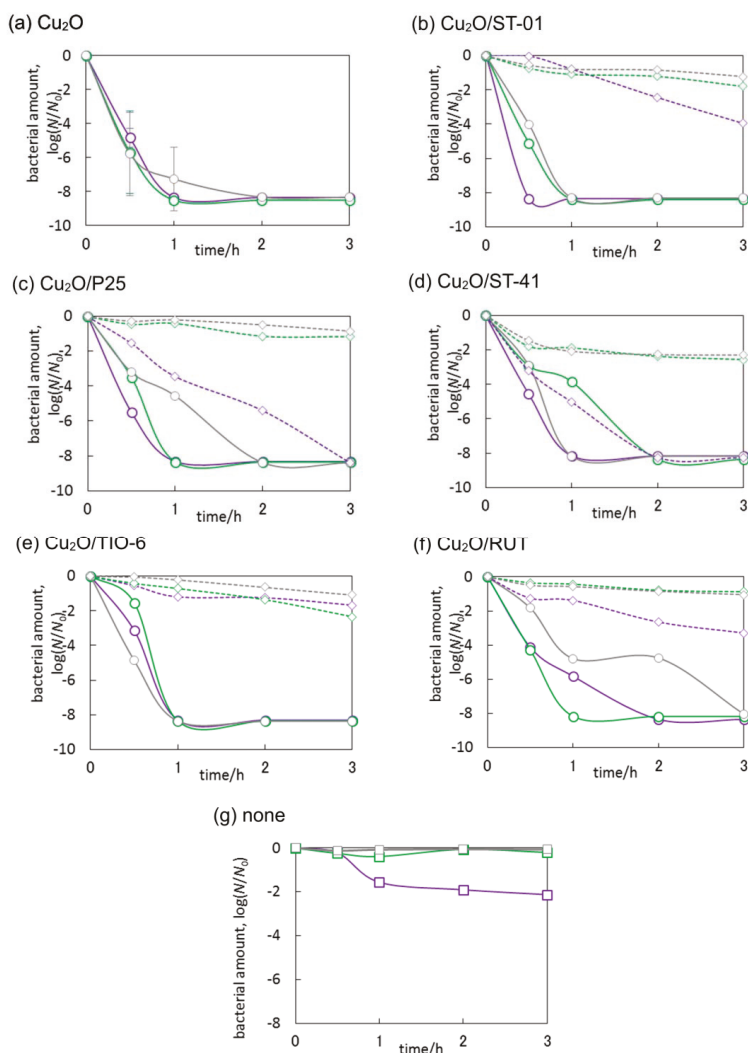 (a) Cu₂O
0
-2
-4
-6
-8
-10
bacterial amount,
log(N/N₀)
0 1 2 3
time/h
(b) Cu₂O/ST-01
0
-2
-4
-6
-8
-10
bacterial amount,
log(N/N₀)
0 1 2 3
time/h
(c) Cu₂O/P25
0
-2
-4
-6
-8
-10
bacterial amount,
log(N/N₀)
0 1 2 3
time/h
(d) Cu₂O/ST-41
0
-2
-4
-6
-8
-10
bacterial amount,
log(N/N₀)
0 1 2 3
time/h
(e) Cu₂O/TIO-6
0
-2
-4
-6
-8
-10
bacterial amount,
log(N/N₀)
0 1 2 3
time/h
(f) Cu₂O/RUT
0
-2
-4
-6
-8
-10
bacterial amount,
log(N/N₀)
0 1 2 3
time/h
(g) none
0
-2
-4
-6
-8
bacterial amount, log(N/N₀)
0 1 2 3
time/h